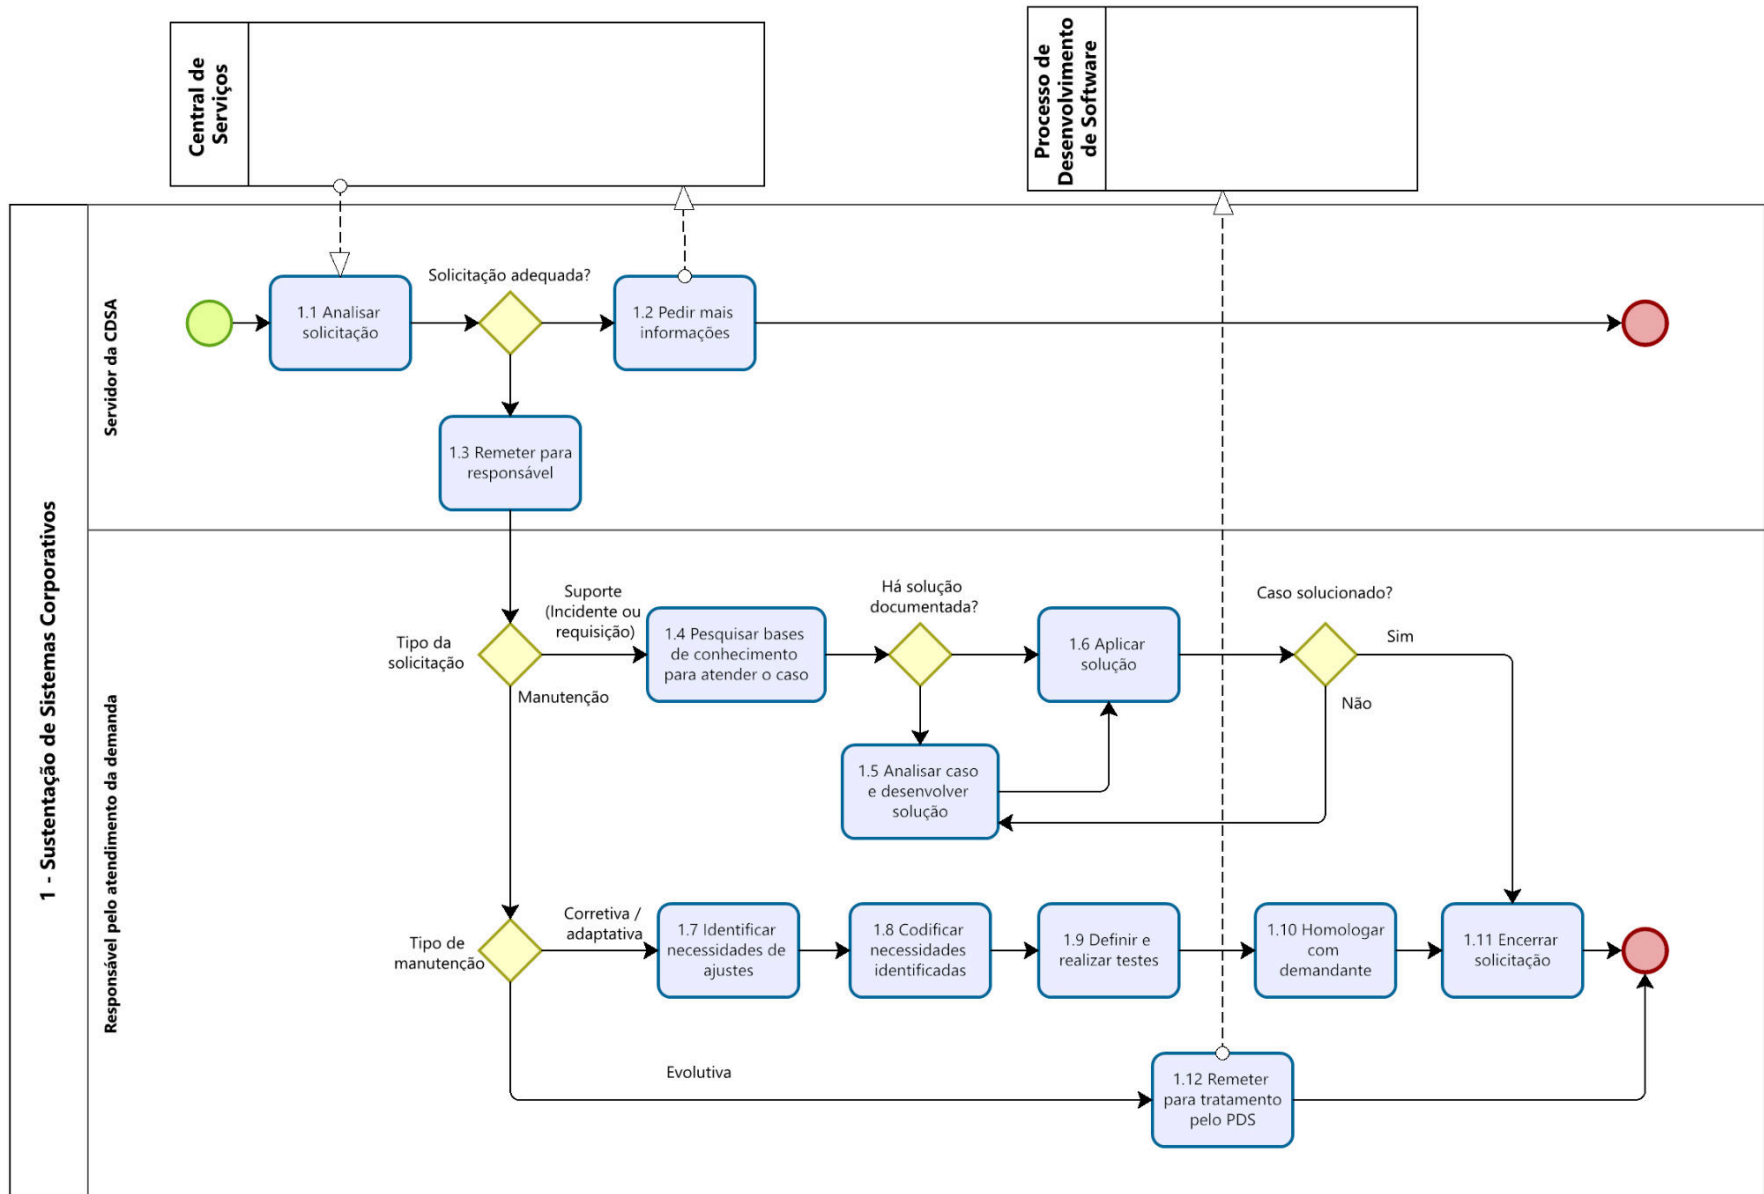 Central de
Serviços
Processo de
Desenvolvimento
de Software
1 - Sustentação de Sistemas Corporativos
Servidor da CDSA
Solicitação adequada?
1.1 Analisar
solicitação
1.2 Pedir mais
informações
1.3 Remeter para
responsável
Responsável pelo atendimento da demanda
Tipo da
solicitação
Suporte
(Incidente ou
requisição)
Manutenção
1.4 Pesquisar bases
de conhecimento
para atender o caso
Há solução
documentada?
1.6 Aplicar
solução
Caso solucionado?
Sim
Não
1.5 Analisar caso
e desenvolver
solução
Tipo de
manutenção
Corretiva /
adaptativa
1.7 Identificar
necessidades de
ajustes
1.8 Codificar
necessidades
identificadas
1.9 Definir e
realizar testes
1.10 Homologar
com
demandante
1.11 Encerrar
solicitação
Evolutiva
1.12 Remeter
para tratamento
pelo PDS